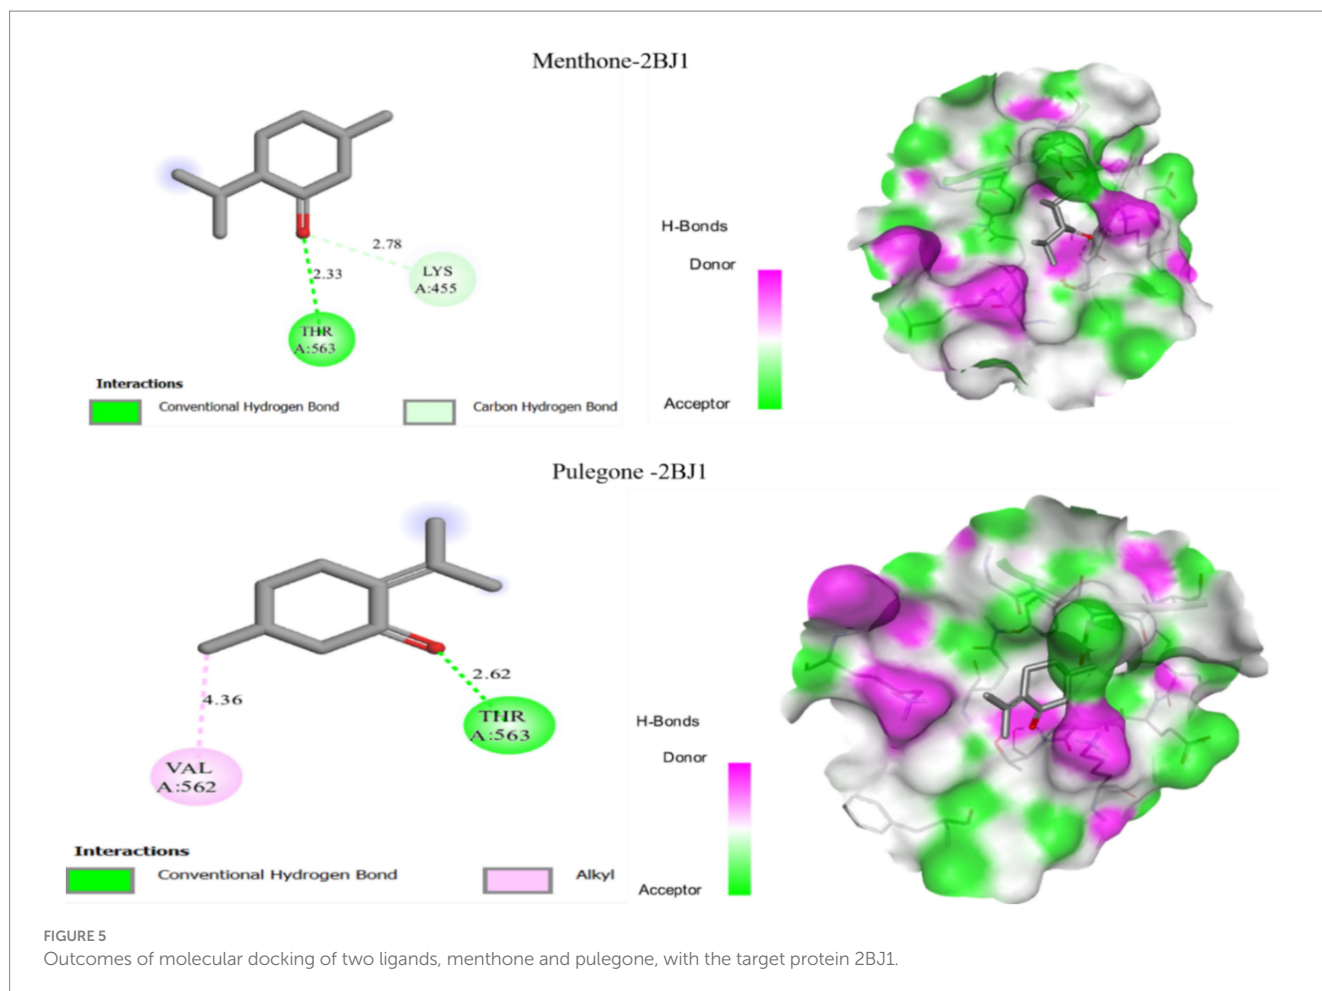 Menthone-2BJ1
2.78
LYS
A:455
2.33
THR
A:563
Interactions
Conventional Hydrogen Bond
Carbon Hydrogen Bond
H-Bonds
Donor
Acceptor
Pulegone -2BJ1
2.62
THR
A:563
4.36
VAL
A:562
Interactions
Conventional Hydrogen Bond
Alkyl
H-Bonds
Donor
Acceptor
FIGURE 5
Outcomes of molecular docking of two ligands, menthone and pulegone, with the target protein 2BJ1.